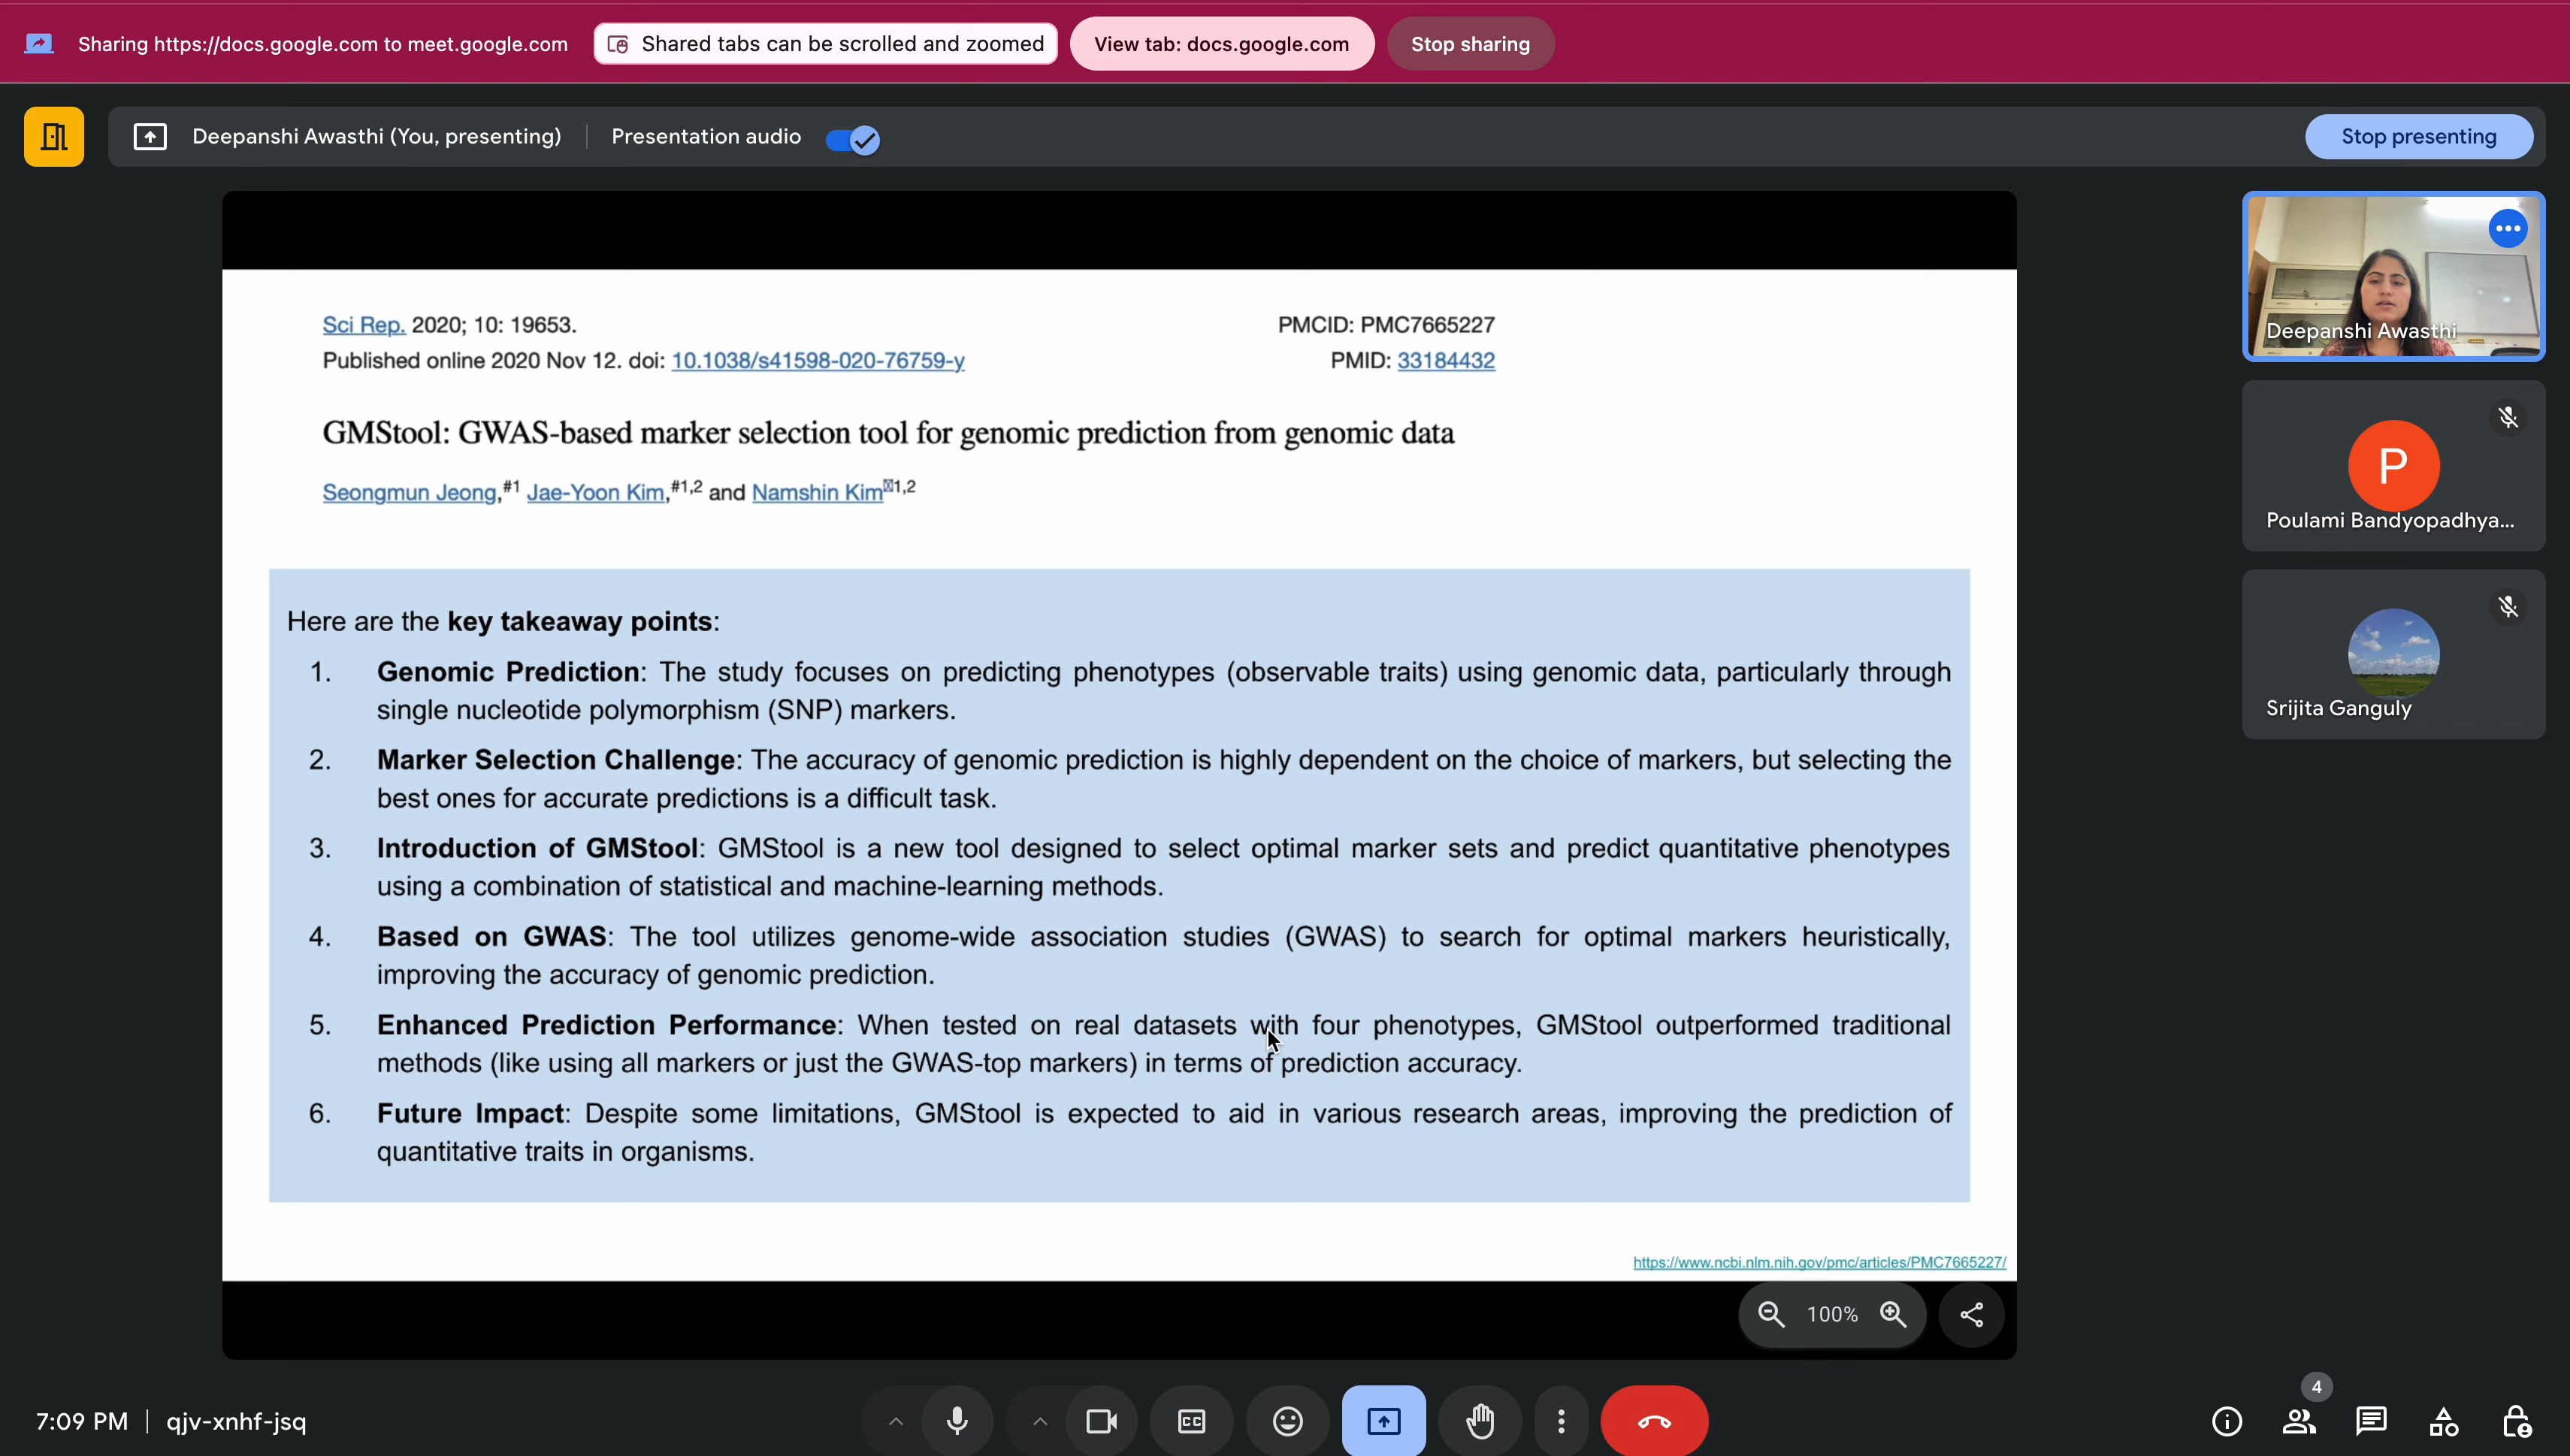 Sharing https://docs.google.com to meet.google.com
Shared tabs can be scrolled and zoomed
View tab: docs.google.com
Stop sharing
Deepanshi Awasthi (You, presenting)
Presentation audio
Stop presenting
Sci Rep. 2020; 10: 19653.
PMCID: PMC7665227
Published online 2020 Nov 12. doi: 10.1038/s41598-020-76759-y
PMID: 33184432
GMStool: GWAS-based marker selection tool for genomic prediction from genomic data
Seongmun Jeong,#1 Jae-Yoon Kim,#1,2 and Namshin Kim1,2
Here are the key takeaway points:
1. Genomic Prediction: The study focuses on predicting phenotypes (observable traits) using genomic data, particularly through
single nucleotide polymorphism (SNP) markers.
2. Marker Selection Challenge: The accuracy of genomic prediction is highly dependent on the choice of markers, but selecting the
best ones for accurate predictions is a difficult task.
3. Introduction of GMStool: GMStool is a new tool designed to select optimal marker sets and predict quantitative phenotypes
using a combination of statistical and machine-learning methods.
4. Based on GWAS: The tool utilizes genome-wide association studies (GWAS) to search for optimal markers heuristically,
improving the accuracy of genomic prediction.
5. Enhanced Prediction Performance: When tested on real datasets with four phenotypes, GMStool outperformed traditional
methods (like using all markers or just the GWAS-top markers) in terms of prediction accuracy.
6. Future Impact: Despite some limitations, GMStool is expected to aid in various research areas, improving the prediction of
quantitative traits in organisms.
https://www.ncbi.nlm.nih.gov/pmc/articles/PMC7665227/
100%
Deepanshi Awasthi
P
Poulami Bandyopadhya...
Srijita Ganguly
7:09 PM
qjv-xnhf-jsq
CC
4